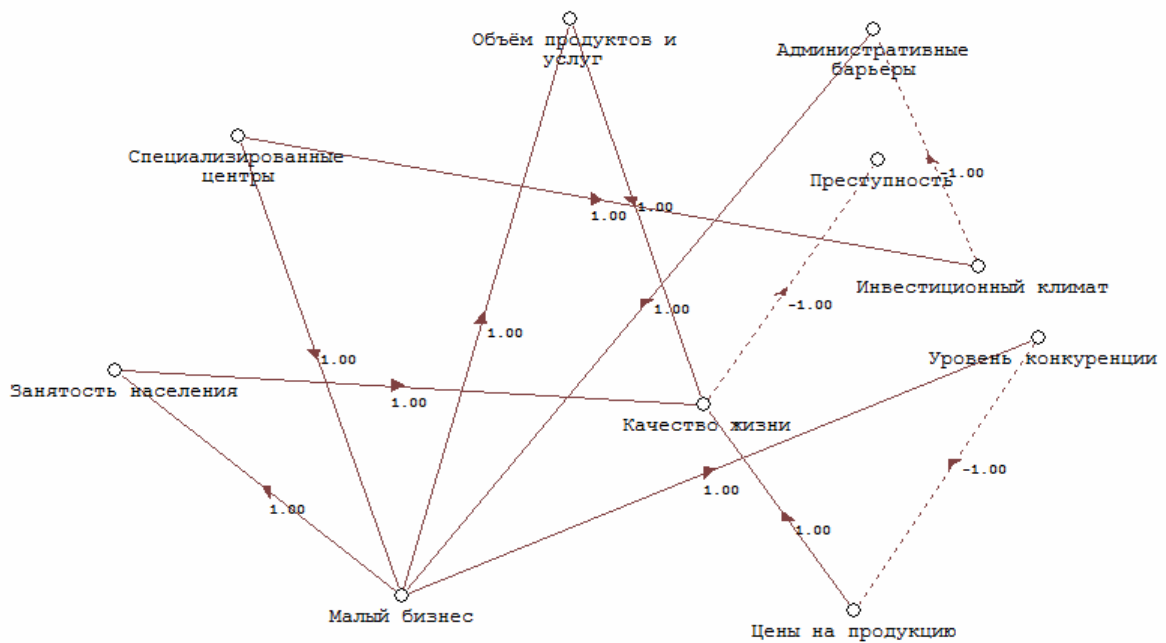 Объём продуктов и
услуг
Административные
барьеры
Специализированные
центры
Преступность
-1.00
1.00
1.00
Инвестиционный климат
-1.00
1.00
1.00
Уровень конкуренции
1.00
Занятость населения
1.00
Качество жизни
-1.00
1.00
1.00
1.00
Малый бизнес
Цены на продукцию